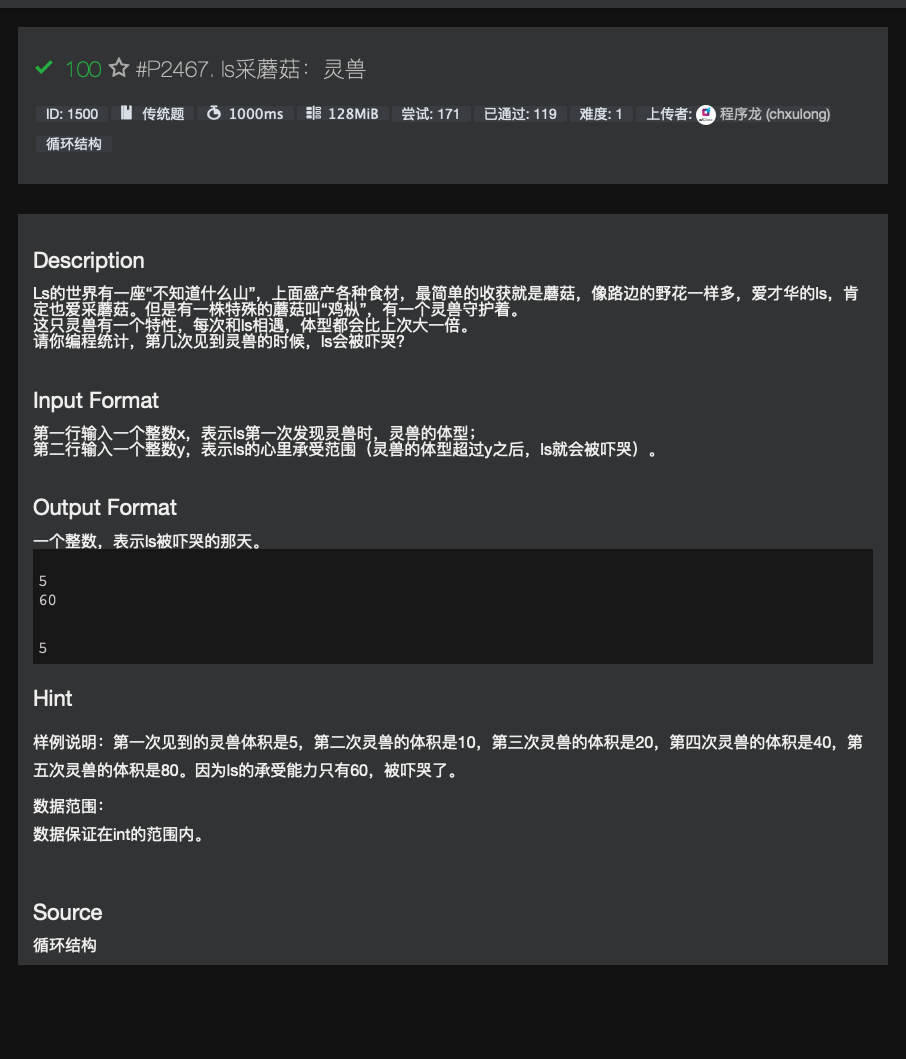 100 #P2467. ls采蘑菇：灵兽
ID: 1500 传统题 1000ms 128MiB 尝试: 171 已通过: 119 难度: 1 上传者: 程序龙 (chxulong)
循环结构
Description
Ls的世界有一座“不知道什么山”，上面盛产各种食材，最简单的收获就是蘑菇，像路边的野花一样多，爱才华的ls，肯
定也爱采蘑菇。但是有一株特殊的蘑菇叫“鸡枞”，有一个灵兽守护着。
这只灵兽有一个特性，每次和ls相遇，体型都会比上次大一倍。
请你编程统计，第几次见到灵兽的时候，ls会被吓哭？
Input Format
第一行输入一个整数x，表示ls第一次发现灵兽时，灵兽的体型；
第二行输入一个整数y，表示ls的心里承受范围（灵兽的体型超过y之后，ls就会被吓哭）。
Output Format
一个整数，表示ls被吓哭的那天。
5
60
5
Hint
样例说明：第一次见到的灵兽体积是5，第二次灵兽的体积是10，第三次灵兽的体积是20，第四次灵兽的体积是40，第
五次灵兽的体积是80。因为ls的承受能力只有60，被吓哭了。
数据范围：
数据保证在int的范围内。
Source
循环结构